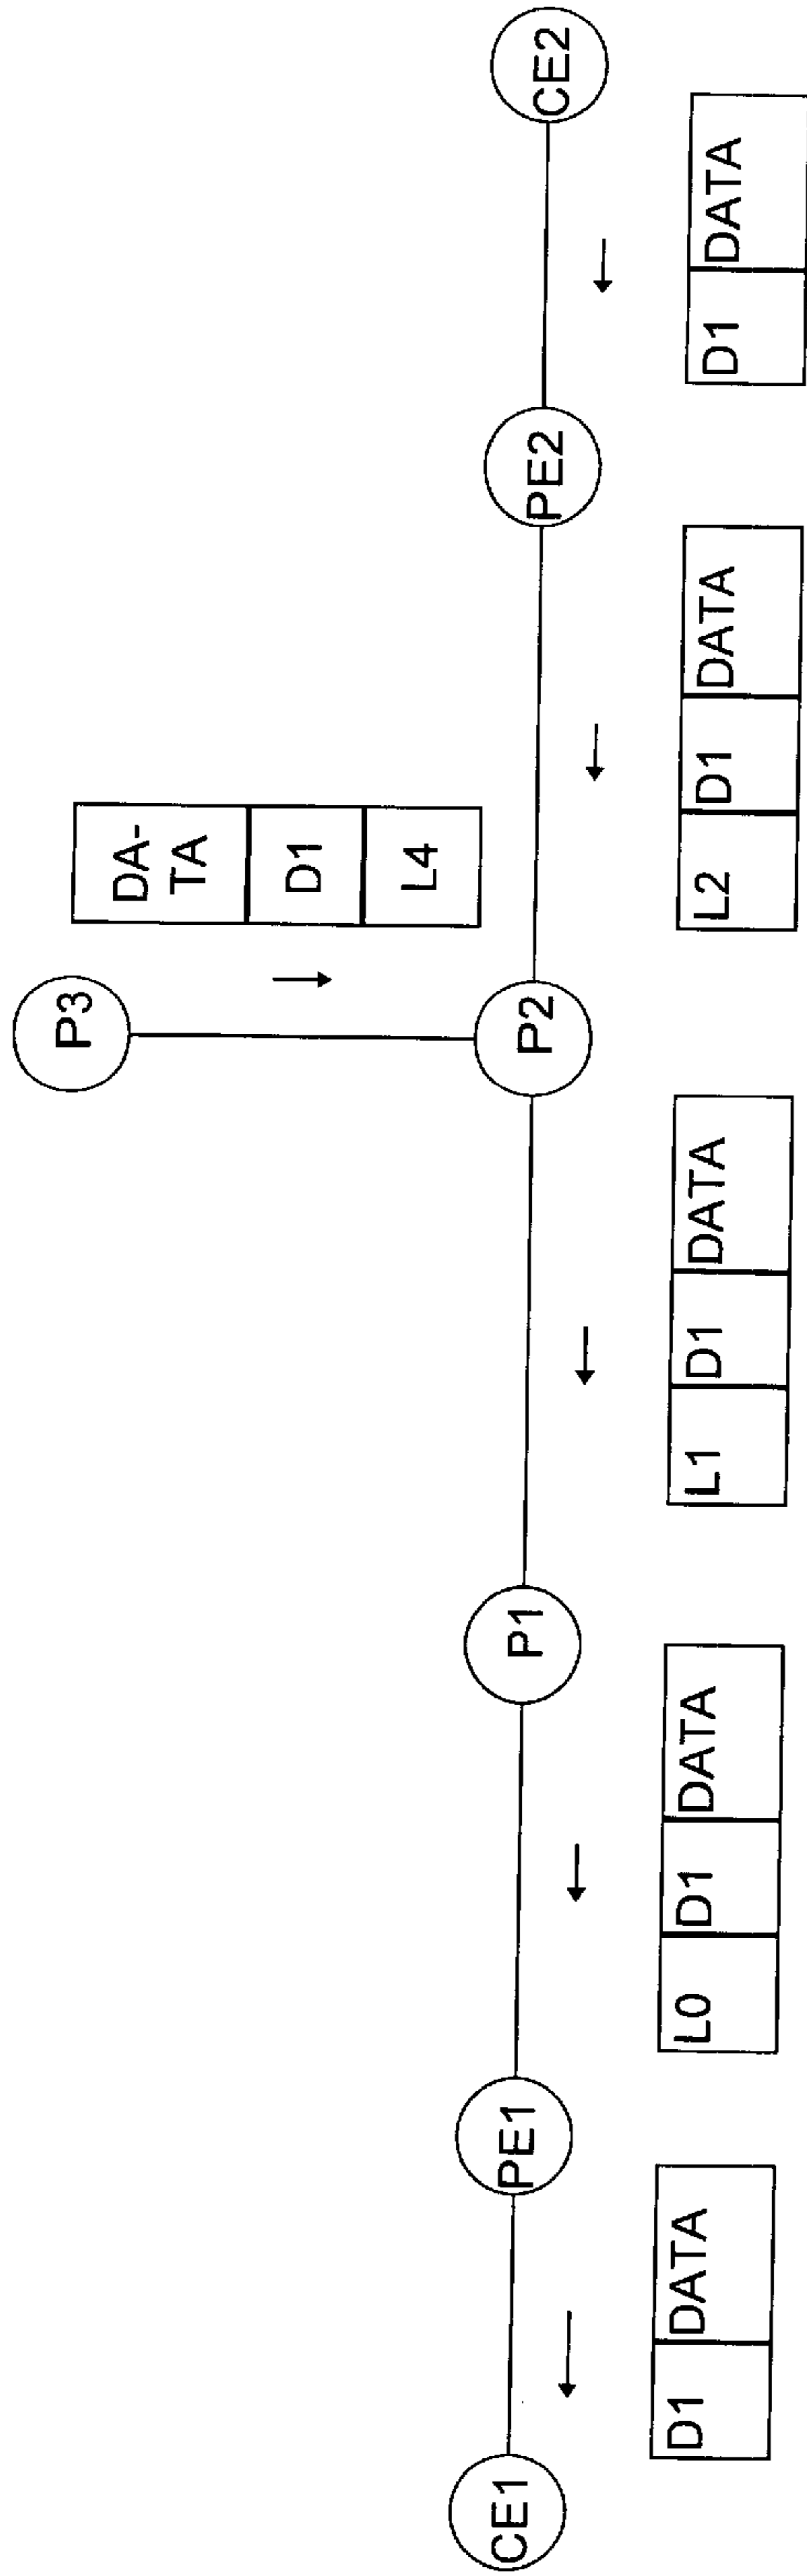 P3
DA-
TA
D1
L4
CE1
PE1
P1
P2
PE2
CE2
D1 DATA
L0 D1 DATA
L1 D1 DATA
L2 D1 DATA
D1 DATA